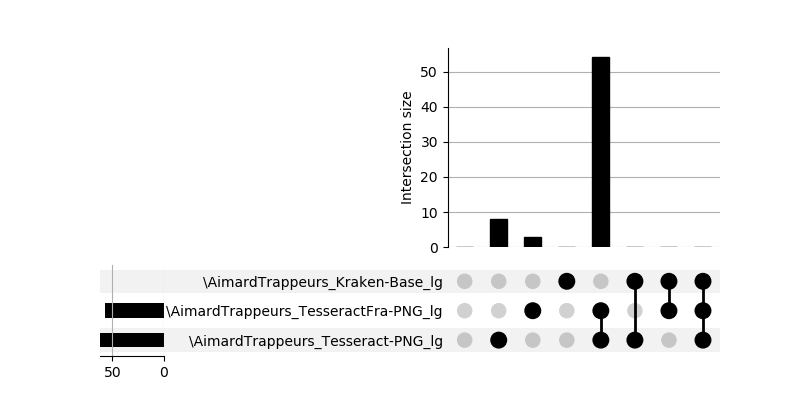 50
40
30
20
10
0
Intersection size
\AimardTrappeurs_Kraken-Base_lg
\AimardTrappeurs_TesseractFra-PNG_lg
\AimardTrappeurs_Tesseract-PNG_lg
50 0